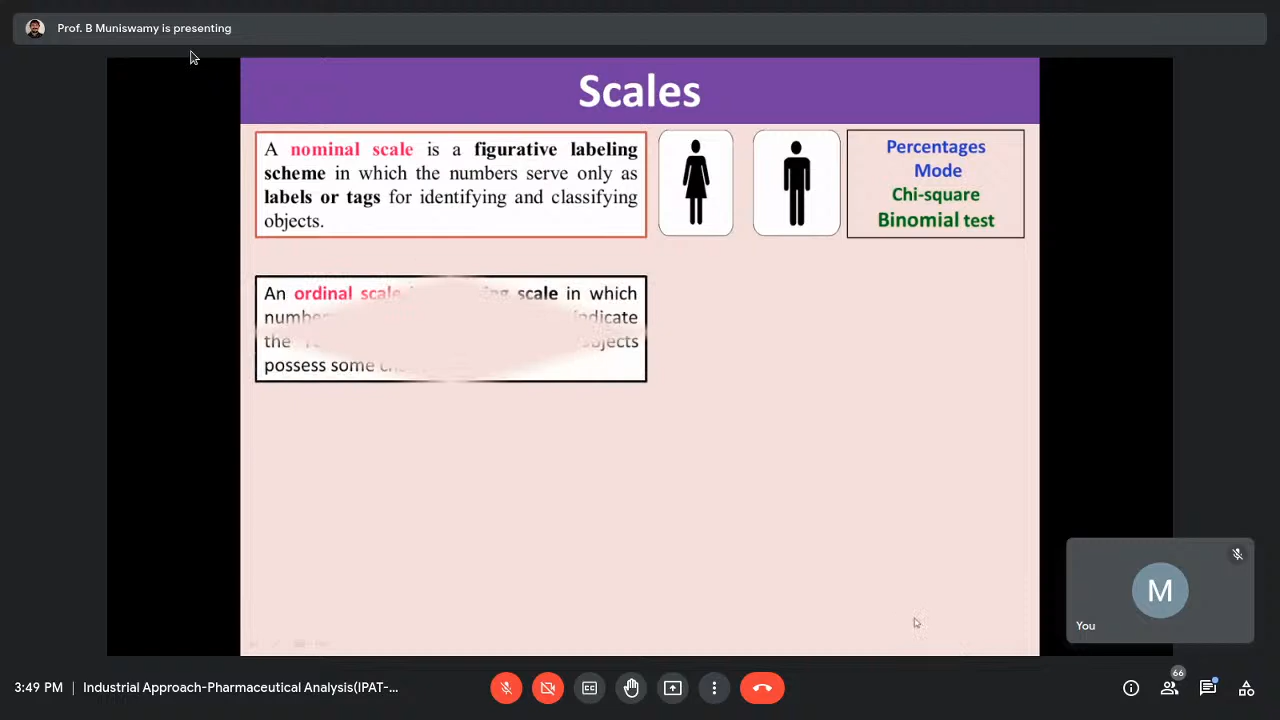 Prof. B Muniswamy is presenting
Scales
A nominal scale is a figurative labeling
scheme in which the numbers serve only as
labels or tags for identifying and classifying
objects.
Percentages
Mode
Chi-square
Binomial test
An ordinal scale scale in which
indicate
the
possess some
You
M
3:49 PM | Industrial Approach-Pharmaceutical Analysis(IPAT-...
CC
66